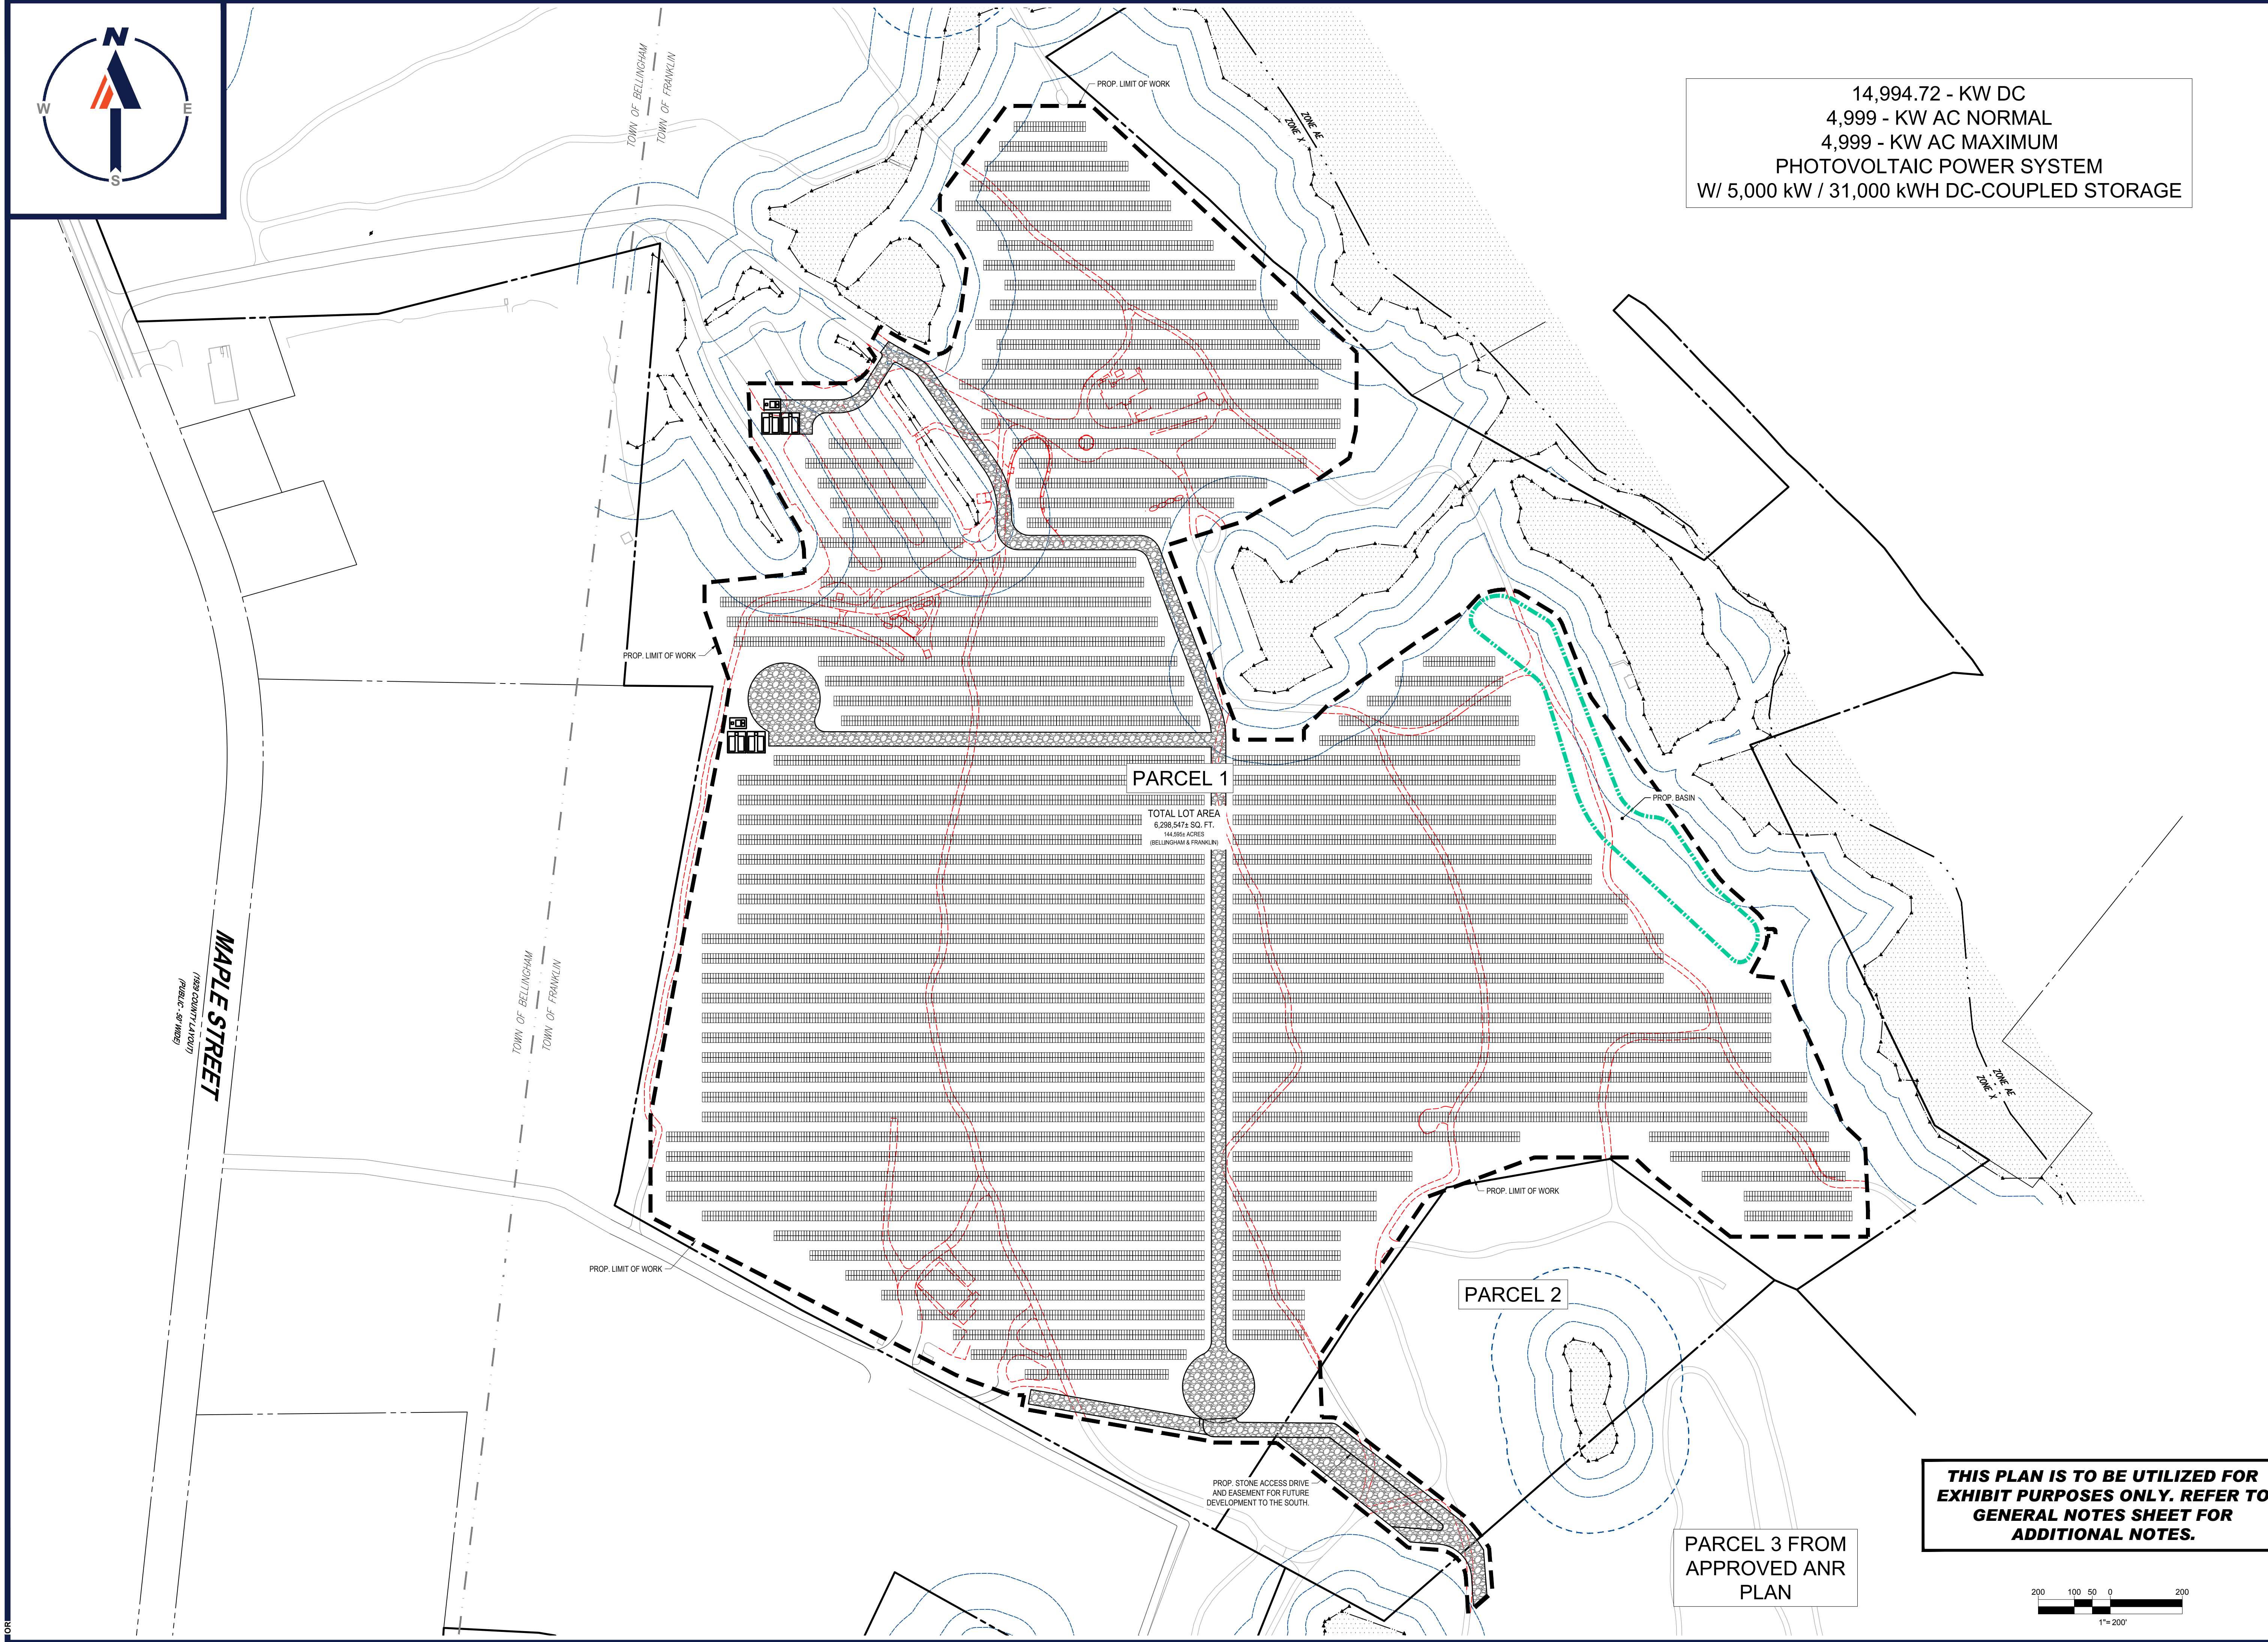 N
W
E
S
14,994.72 - KW DC
4,999 - KW AC NORMAL
4,999 - KW AC MAXIMUM
PHOTOVOLTAIC POWER SYSTEM
W/ 5,000 kW / 31,000 kWH DC-COUPLED STORAGE
TOWN OF BELLINGHAM
TOWN OF FRANKLIN
PROP. LIMIT OF WORK
ZONE AE
ZONE X
PROP. LIMIT OF WORK
PARCEL 1
TOTAL LOT AREA
6,298,547± SQ. FT.
144.595± ACRES
(BELLINGHAM & FRANKLIN)
PROP. BASIN
MAPLE STREET
(1929 COUNTY LAYOUT)
(PUBLIC - 50' WIDE)
TOWN OF BELLINGHAM
TOWN OF FRANKLIN
ZONE AE
ZONE X
PROP. LIMIT OF WORK
PROP. LIMIT OF WORK
PARCEL 2
PROP. STONE ACCESS DRIVE
AND EASEMENT FOR FUTURE
DEVELOPMENT TO THE SOUTH.
PARCEL 3 FROM
APPROVED ANR
PLAN
THIS PLAN IS TO BE UTILIZED FOR
EXHIBIT PURPOSES ONLY. REFER TO
GENERAL NOTES SHEET FOR
ADDITIONAL NOTES.
200 100 50 0 200
1"= 200'